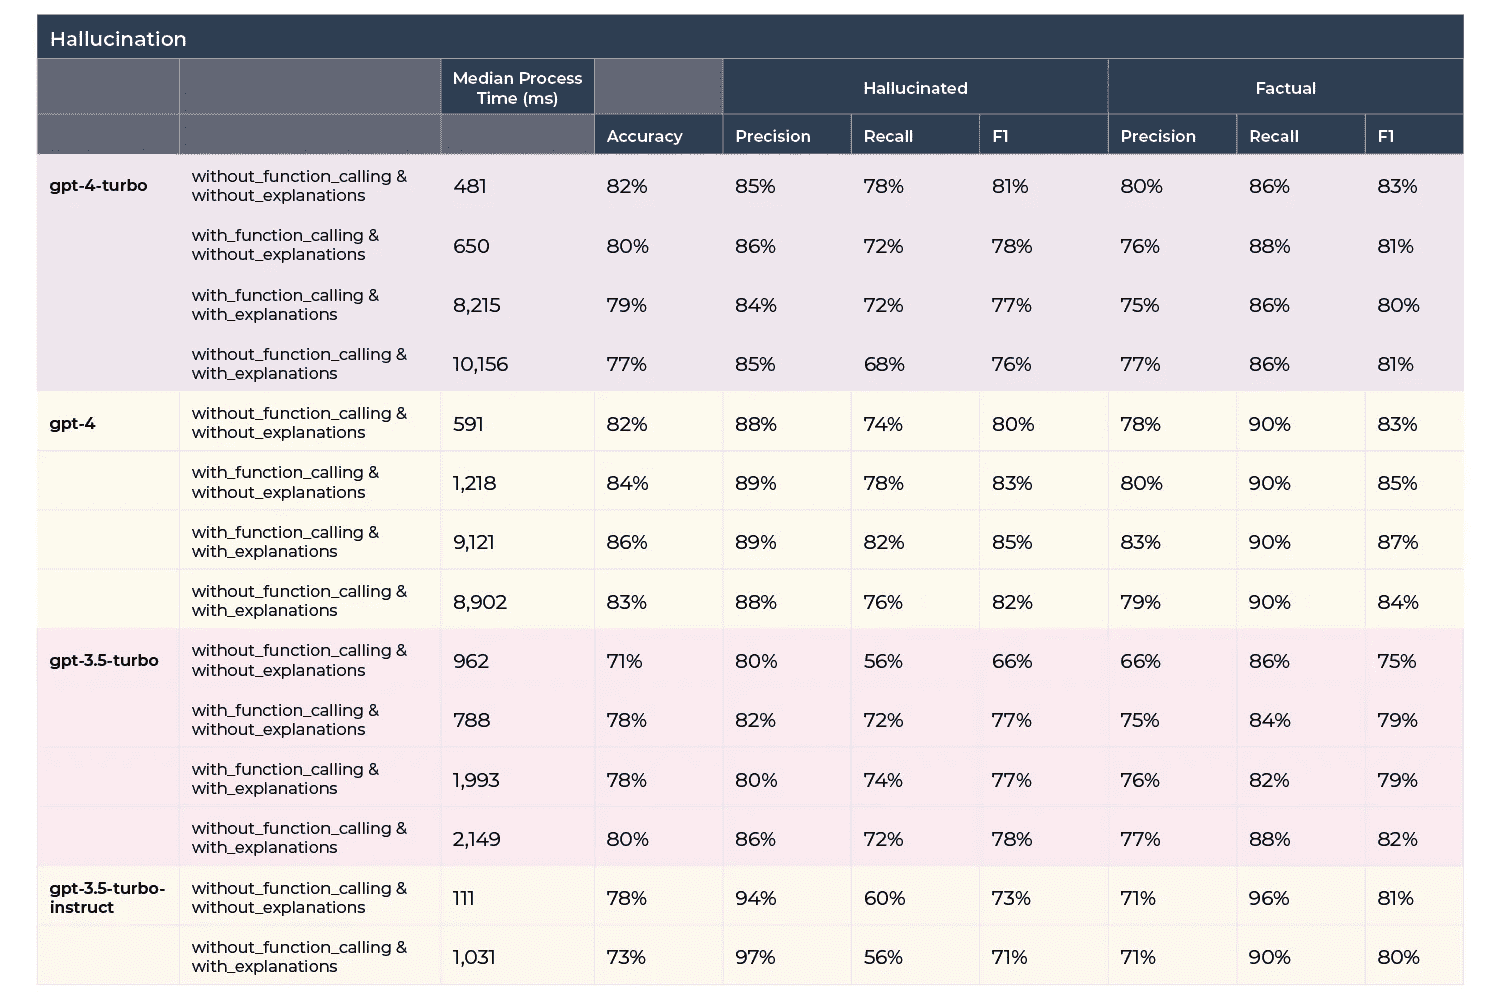 Hallucination
Median Process
Time (ms)
Hallucinated
Factual
Accuracy
Precision
Recall
F1
Precision
Recall
F1
gpt-4-turbo
without_function_calling &
without_explanations
481
82%
85%
78%
81%
80%
86%
83%
with_function_calling &
without_explanations
650
80%
86%
72%
78%
76%
88%
81%
with_function_calling &
with_explanations
8,215
79%
84%
72%
77%
75%
86%
80%
without_function_calling &
with_explanations
10,156
77%
85%
68%
76%
77%
86%
81%
gpt-4
without_function_calling &
without_explanations
591
82%
88%
74%
80%
78%
90%
83%
with_function_calling &
without_explanations
1,218
84%
89%
78%
83%
80%
90%
85%
with_function_calling &
with_explanations
9,121
86%
89%
82%
85%
83%
90%
87%
without_function_calling &
with_explanations
8,902
83%
88%
76%
82%
79%
90%
84%
gpt-3.5-turbo
without_function_calling &
without_explanations
962
71%
80%
56%
66%
66%
86%
75%
with_function_calling &
without_explanations
788
78%
82%
72%
77%
75%
84%
79%
with_function_calling &
with_explanations
1,993
78%
80%
74%
77%
76%
82%
79%
without_function_calling &
with_explanations
2,149
80%
86%
72%
78%
77%
88%
82%
gpt-3.5-turbo-
instruct
without_function_calling &
without_explanations
111
78%
94%
60%
73%
71%
96%
81%
without_function_calling &
with_explanations
1,031
73%
97%
56%
71%
71%
90%
80%